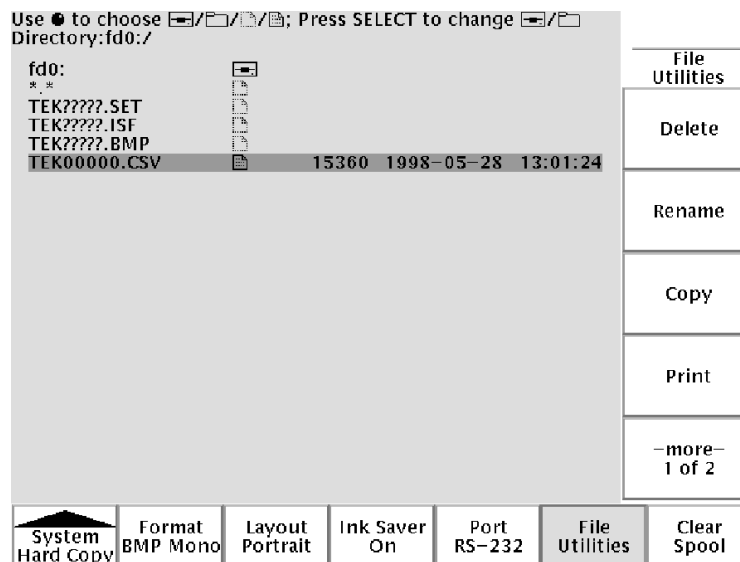 Use to choose / / / ; Press SELECT to change /
Directory:fd0:/
fd0:
*.*
TEK?????.SET
TEK?????.ISF
TEK?????.BMP
TEK00000.CSV 15360 1998-05-28 13:01:24
File
Utilities
Delete
Rename
Copy
Print
-more-
1 of 2
System
Hard Copy
Format
BMP Mono
Layout
Portrait
Ink Saver
On
Port
RS-232
File
Utilities
Clear
Spool